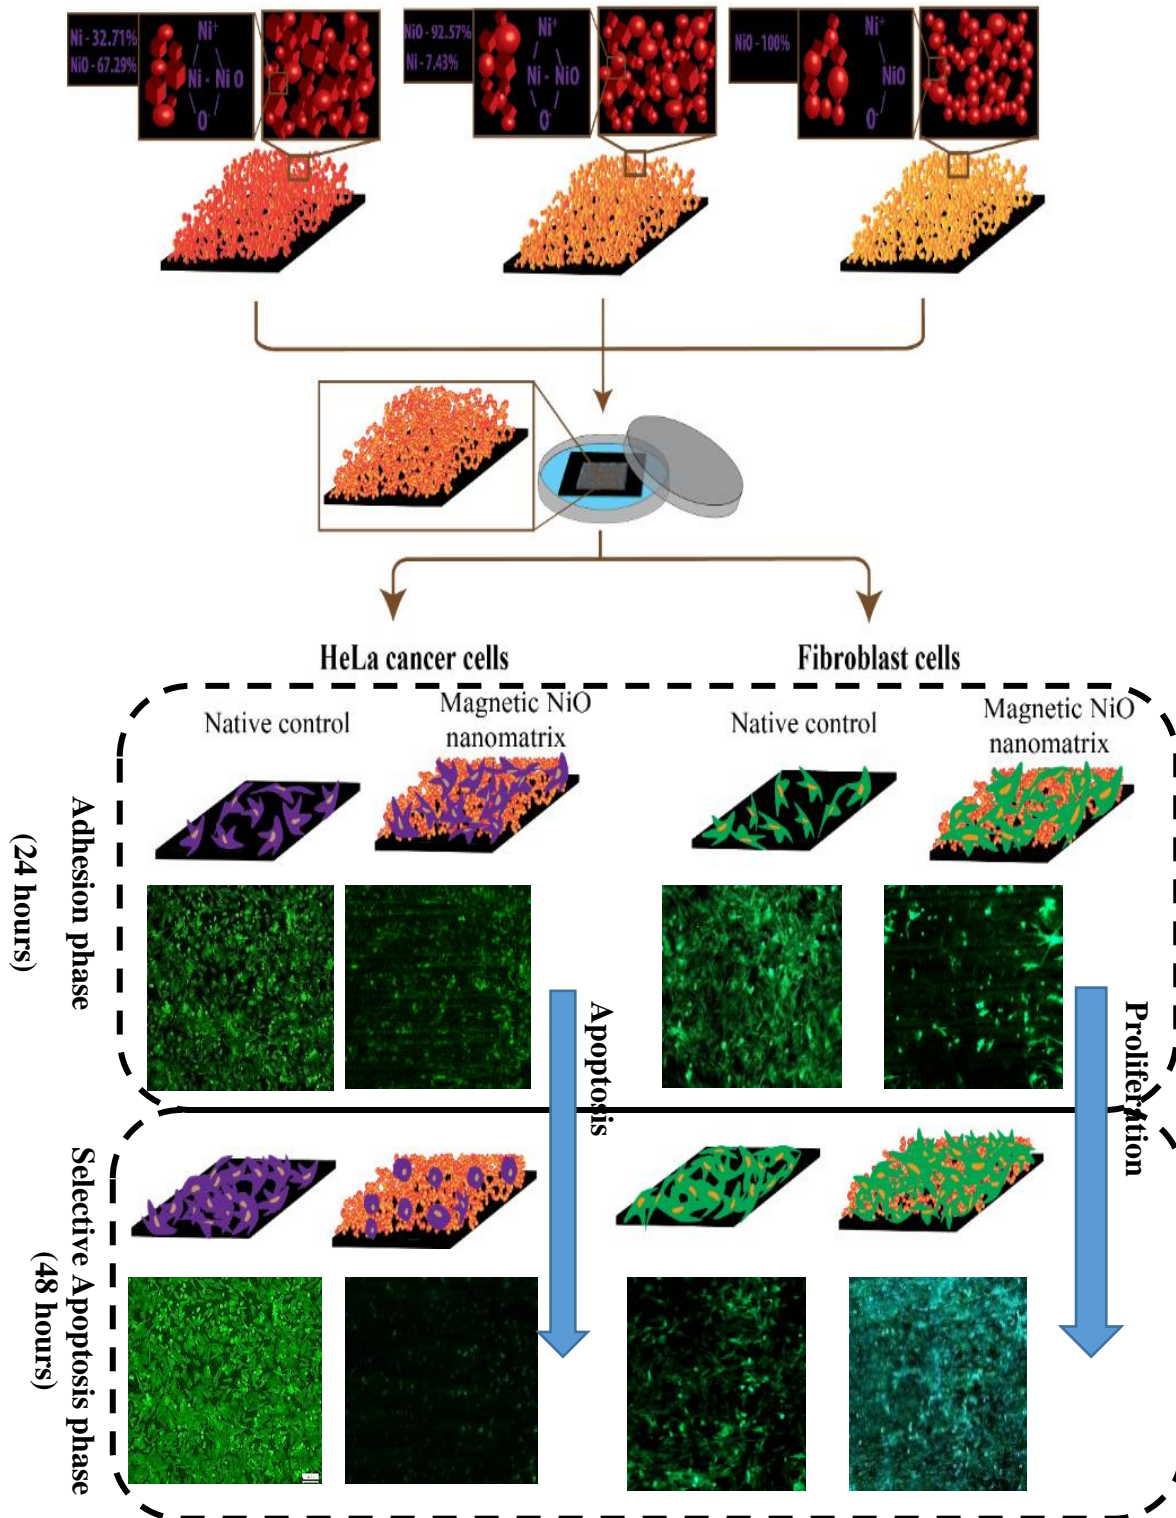 Ni - 32.71%
NiO - 67.29%
Ni+
Ni - Ni O
O-
NiO - 92.57%
Ni - 7.43%
Ni+
Ni - NiO
O-
NiO - 100%
Ni+
NiO
O-
HeLa cancer cells
Fibroblast cells
Native control
Magnetic NiO
nanomatrix
Native control
Magnetic NiO
nanomatrix
Adhesion phase
(24 hours)
Apoptosis
Proliferation
Selective Apoptosis phase
(48 hours)